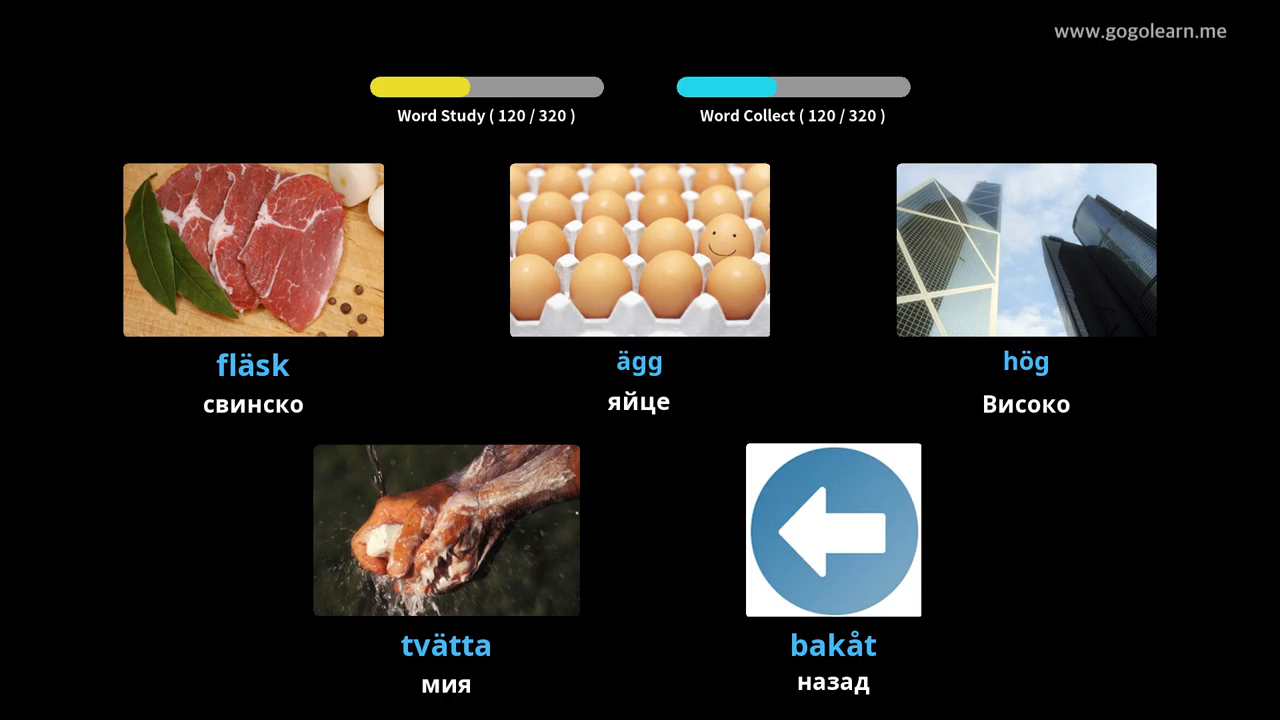 www.gogolearn.me
Word Study ( 120 / 320 )
Word Collect ( 120 / 320 )
fläsk
свинско
ägg
яйце
hög
Високо
tvätta
мия
bakåt
назад